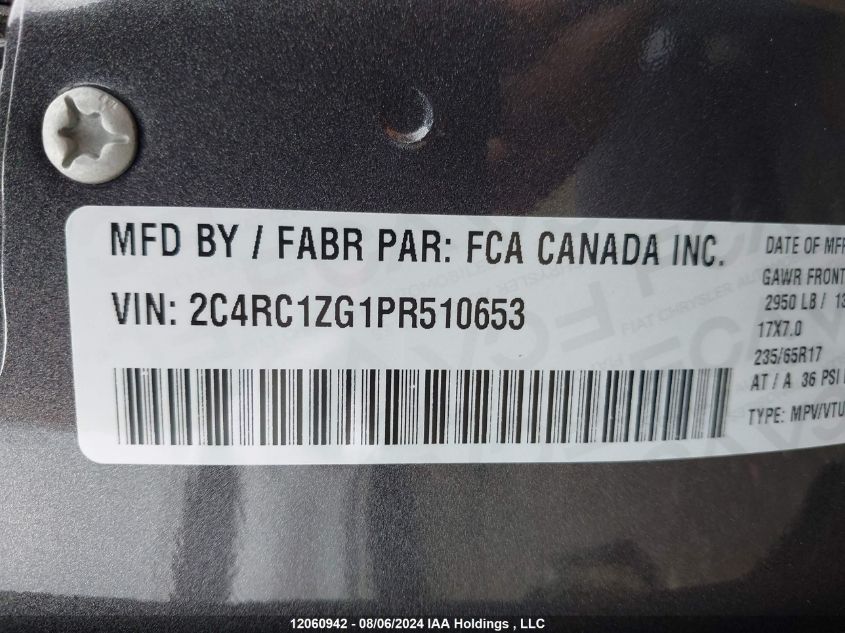 MFD BY / FABR PAR: FCA CANADA INC.
VIN: 2C4RC1ZG1PR510653
DATE OF MFR
GAWR FRONT
2950 LB / 13
17X7.0
235/65R17
AT / A 36 PSI
TYPE: MPV/VTU
12060942 - 08/06/2024 IAA Holdings , LLC